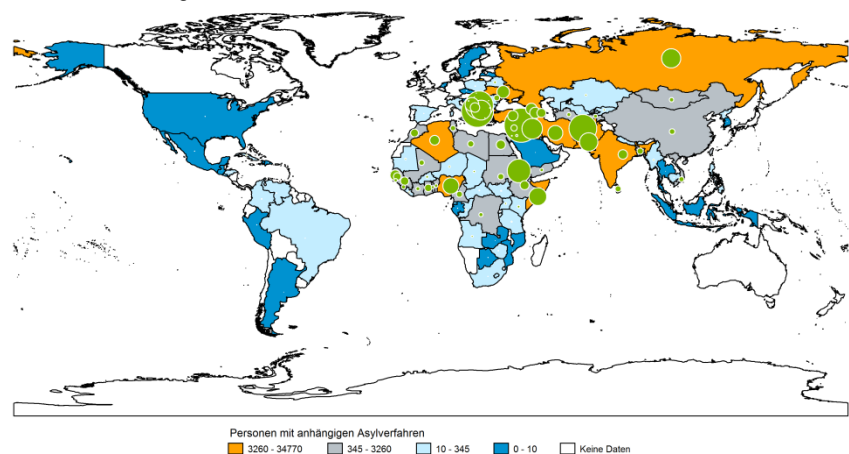 Personen mit anhängigen Asylverfahren
3260 - 34770
345 - 3260
10 - 345
0 - 10
Keine Daten